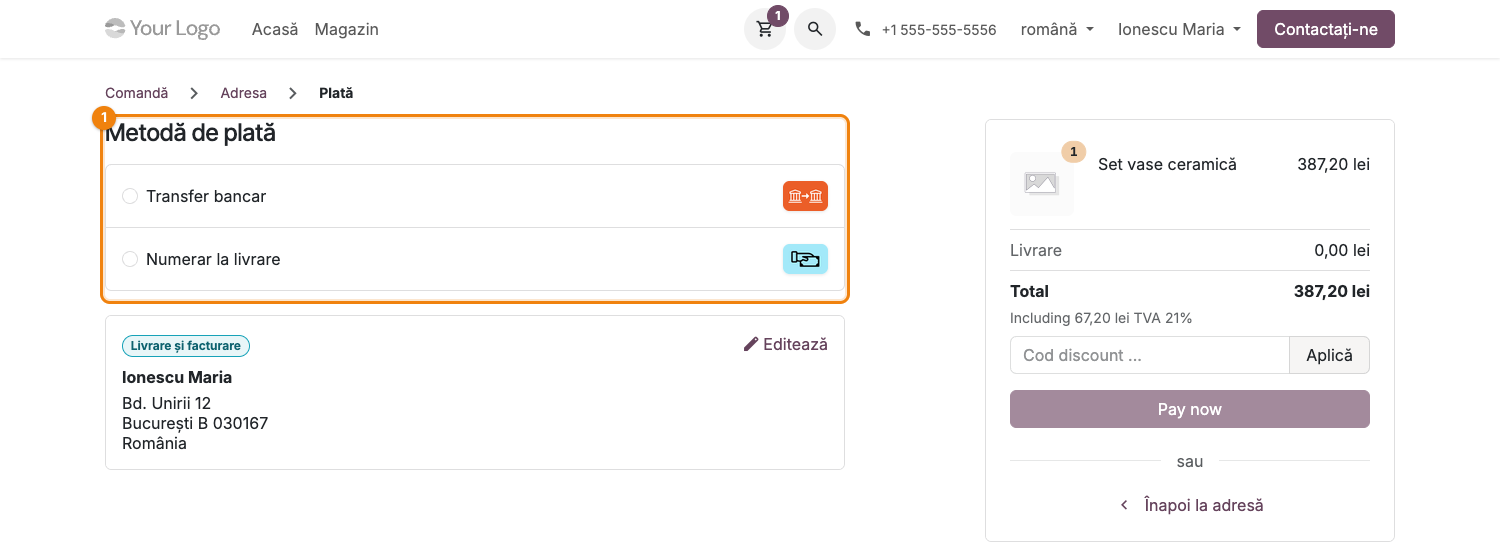 Your Logo
Acasă
Magazin
1
+1 555-555-5556
română
Ionescu Maria
Contactați-ne
Comandă
Adresa
Plată
1
Metodă de plată
Transfer bancar
Numerar la livrare
Livrare și facturare
Editează
Ionescu Maria
Bd. Unirii 12
București B 030167
România
1
Set vase ceramică
387,20 lei
Livrare
0,00 lei
Total
387,20 lei
Including 67,20 lei TVA 21%
Cod discount ...
Aplică
Pay now
sau
Înapoi la adresă